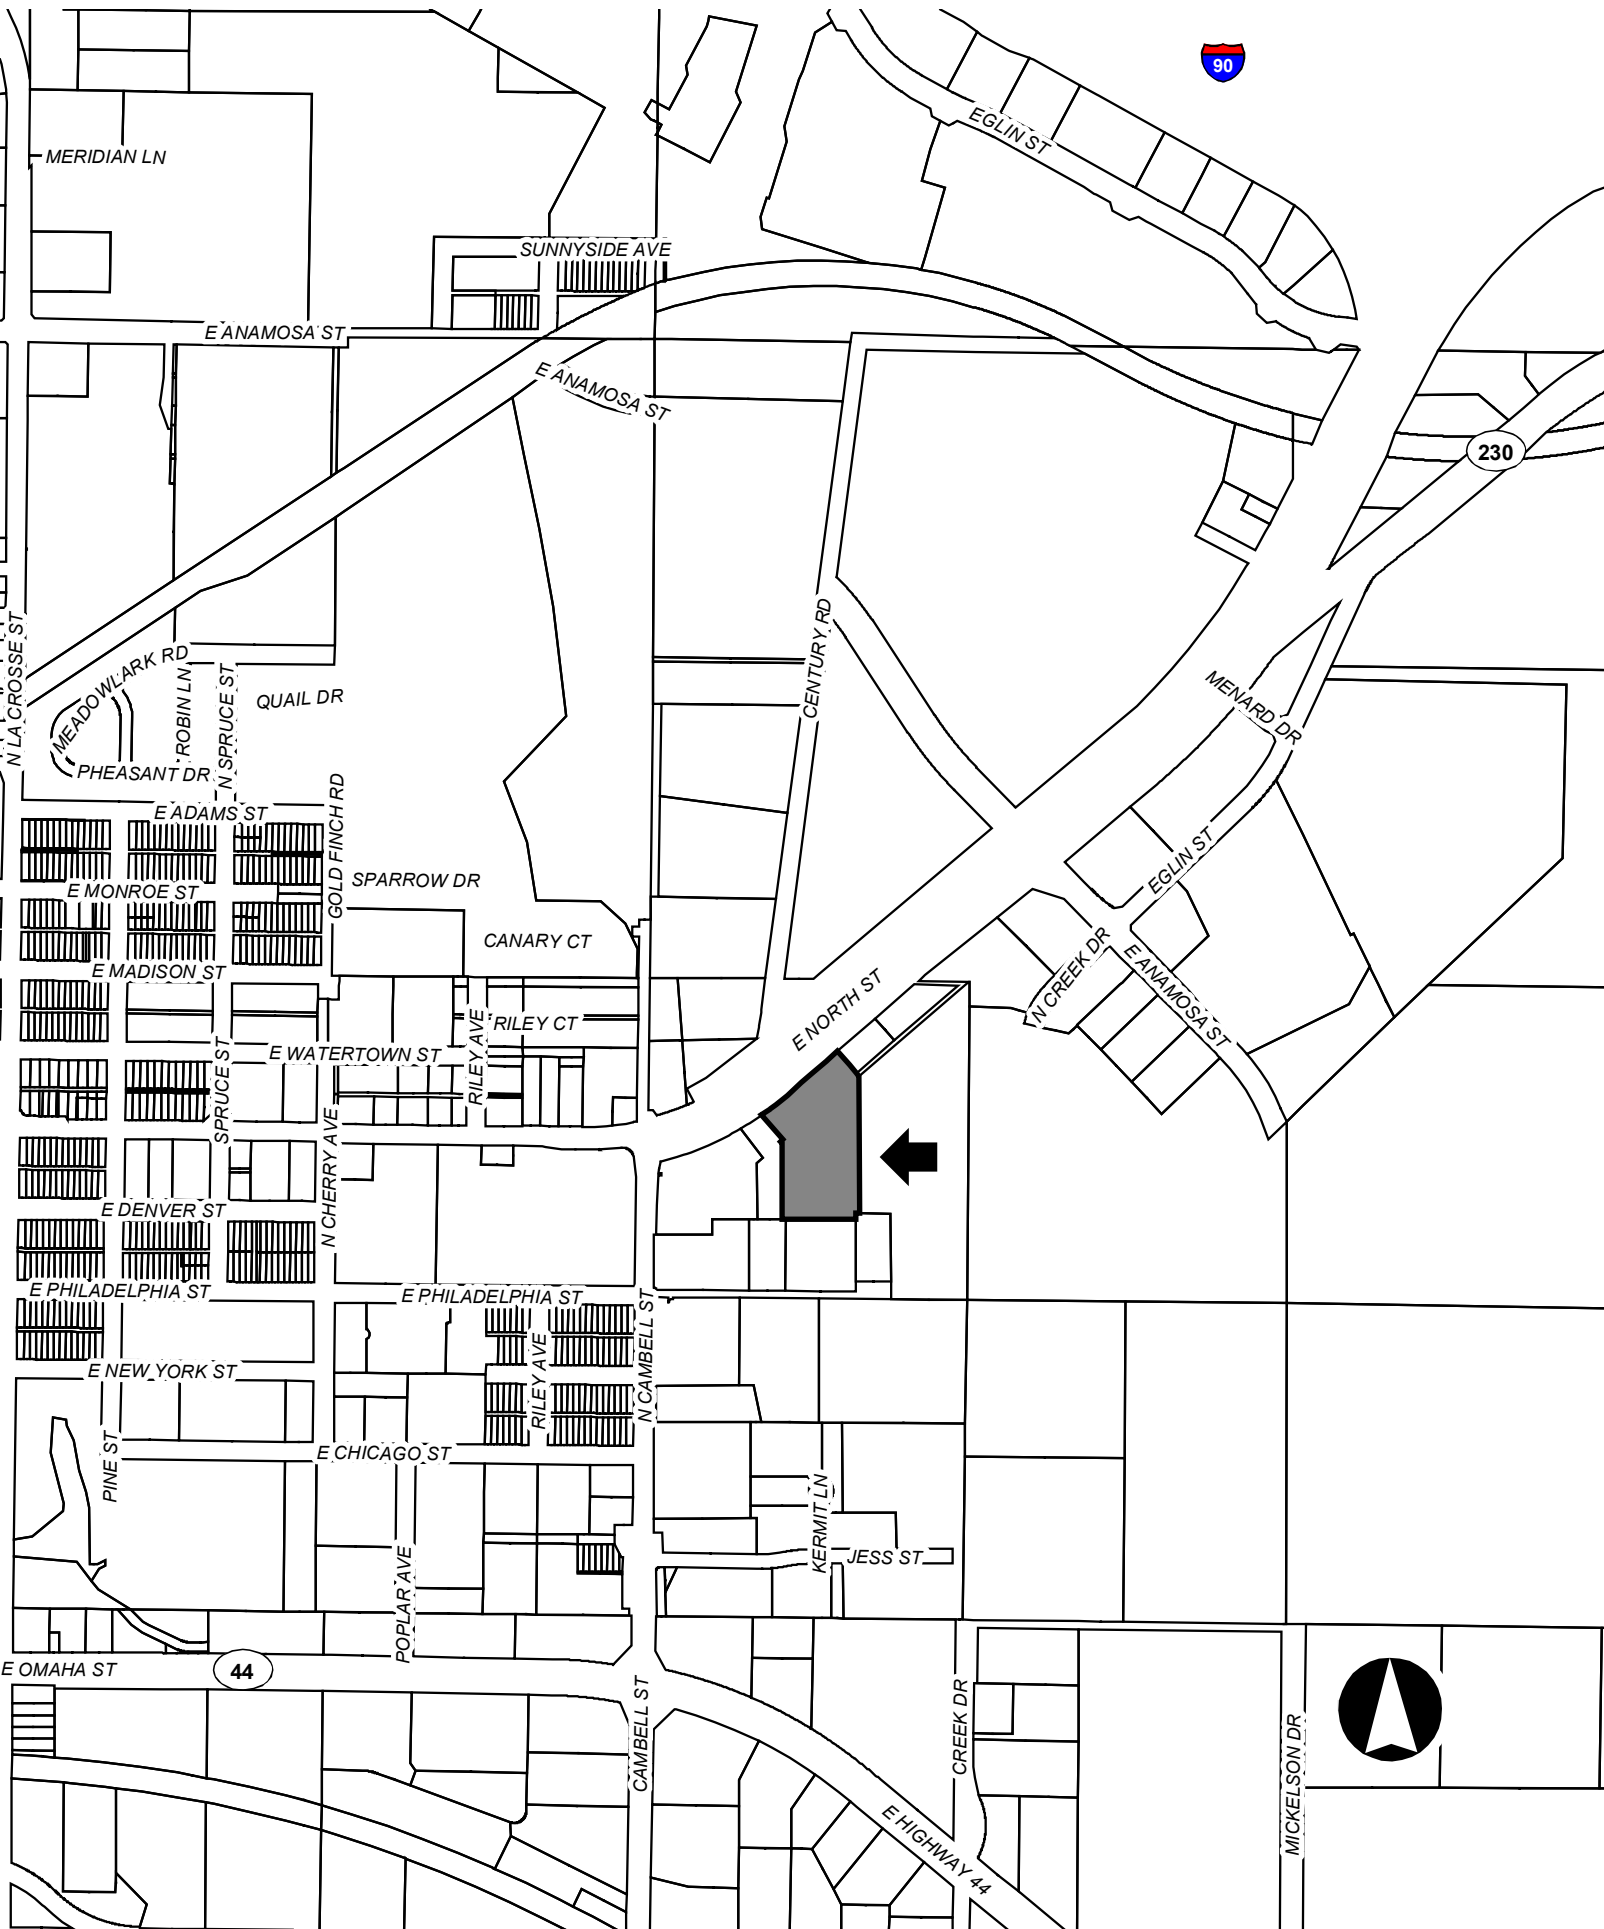 90
EGLIN ST
MERIDIAN LN
SUNNYSIDE AVE
E ANAMOSA ST
E ANAMOSA ST
230
N LA CROSSE ST
MEADOWLARK RD
ROBIN LN
N SPRUCE ST
QUAIL DR
CENTURY RD
MENARD DR
PHEASANT DR
E ADAMS ST
GOLD FINCH RD
SPARROW DR
EGLIN ST
E MONROE ST
CANARY CT
N CREEK DR
E ANAMOSA ST
E MADISON ST
E NORTH ST
RILEY CT
RILEY AVE
E WATERTOWN ST
SPRUCE ST
N CHERRY AVE
E DENVER ST
E PHILADELPHIA ST
E PHILADELPHIA ST
N CAMBELL ST
RILEY AVE
E NEW YORK ST
E CHICAGO ST
PINE ST
KERMIT LN
JESS ST
POPLAR AVE
E OMAHA ST
44
CAMBELL ST
CREEK DR
MICKELSON DR
E HIGHWAY 44